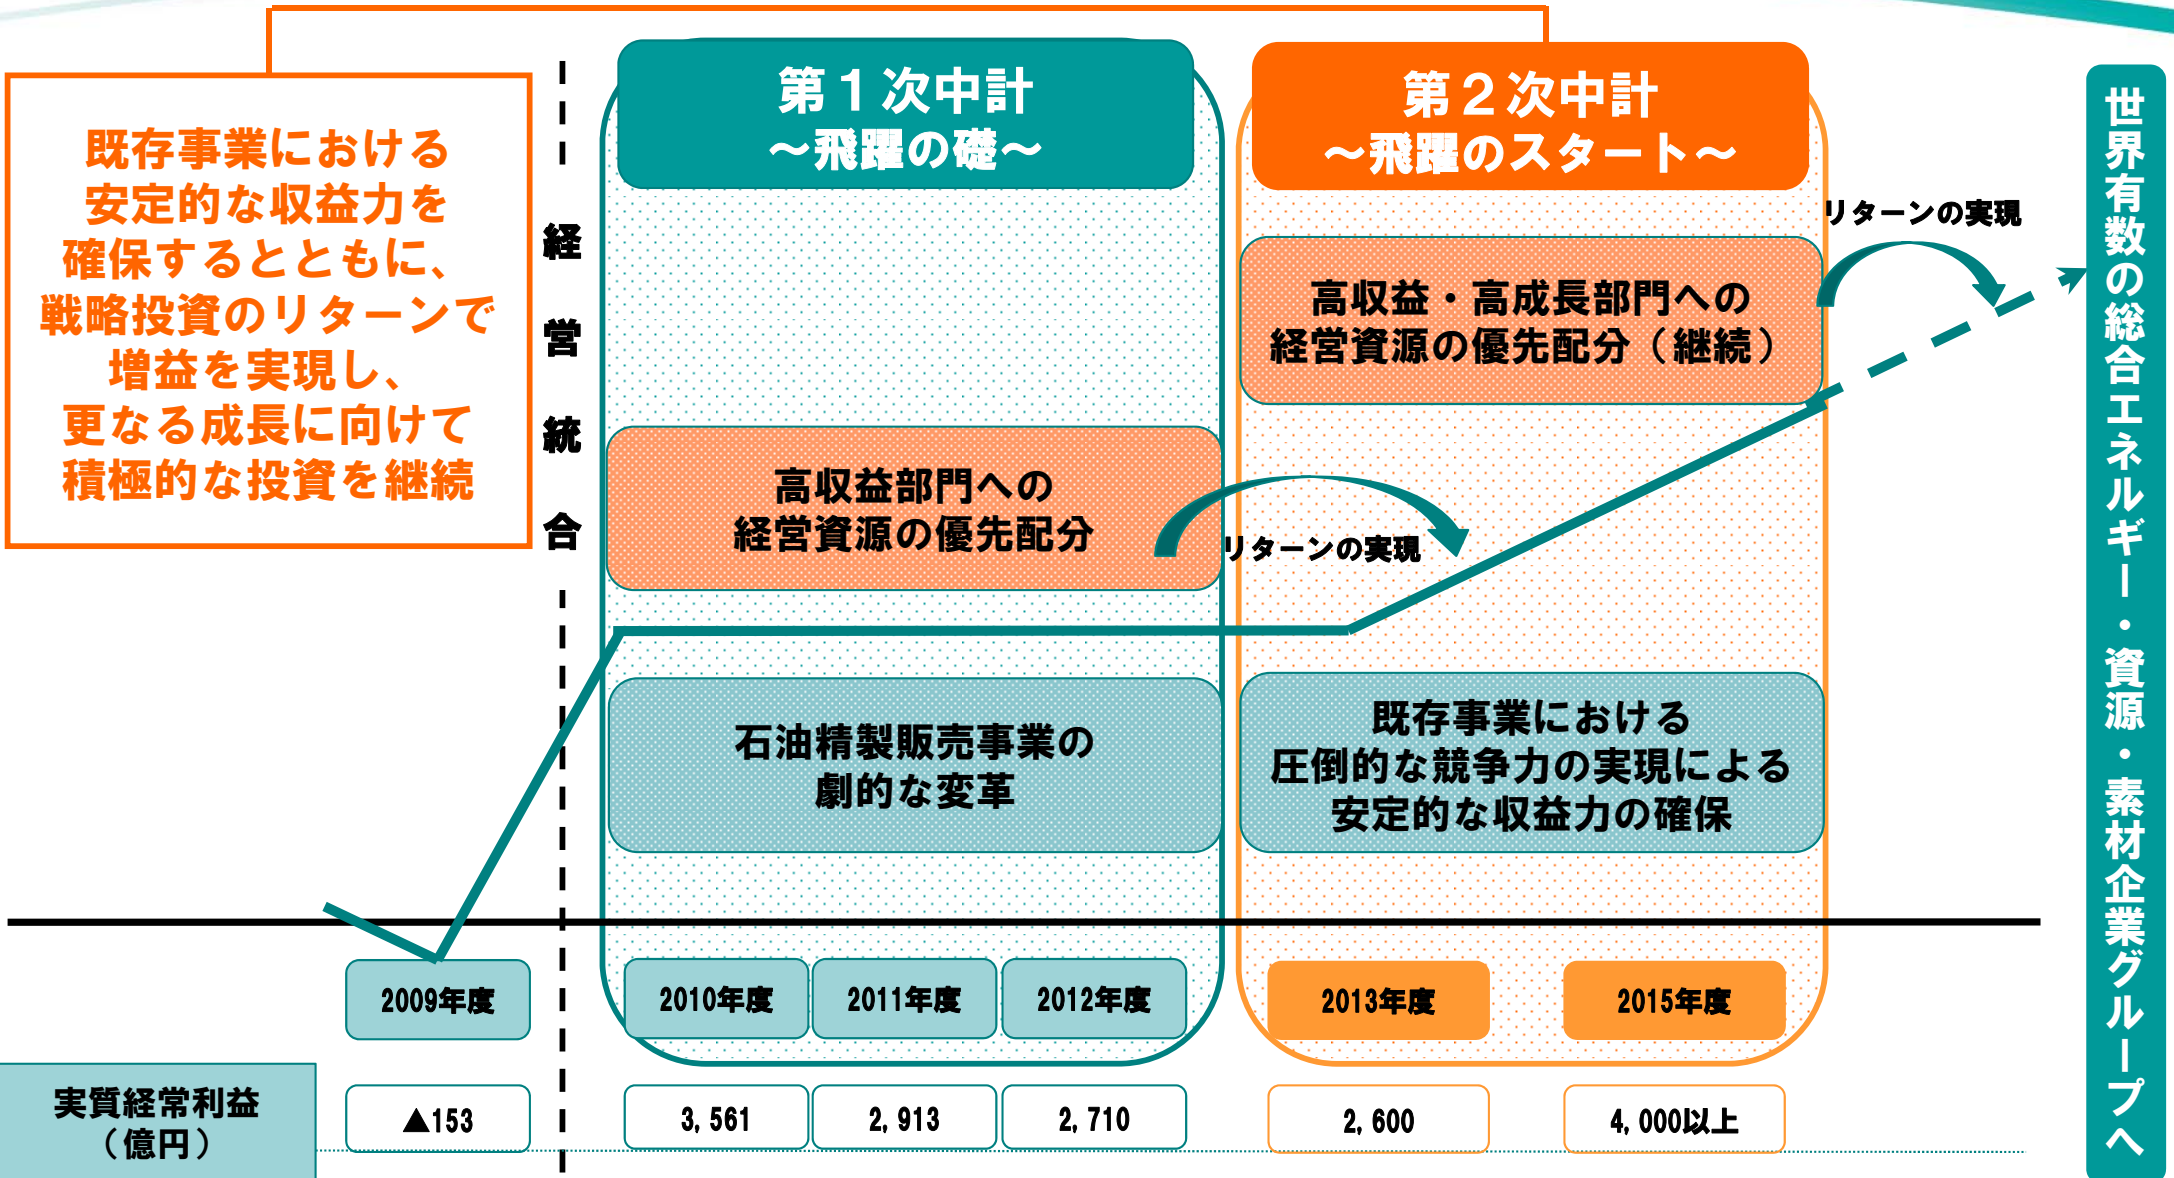 既存事業における
安定的な収益力を
確保するとともに、
戦略投資のリターンで
増益を実現し、
更なる成長に向けて
積極的な投資を継続
経営統合
第１次中計
～飛躍の礎～
第２次中計
～飛躍のスタート～
リターンの実現
高収益・高成長部門への
経営資源の優先配分（継続）
高収益部門への
経営資源の優先配分
リターンの実現
石油精製販売事業の
劇的な変革
既存事業における
圧倒的な競争力の実現による
安定的な収益力の確保
2009年度
2010年度
2011年度
2012年度
2013年度
2015年度
実質経常利益
（億円）
▲153
3,561
2,913
2,710
2,600
4,000以上
世界有数の総合エネルギー・資源・素材企業グループへ